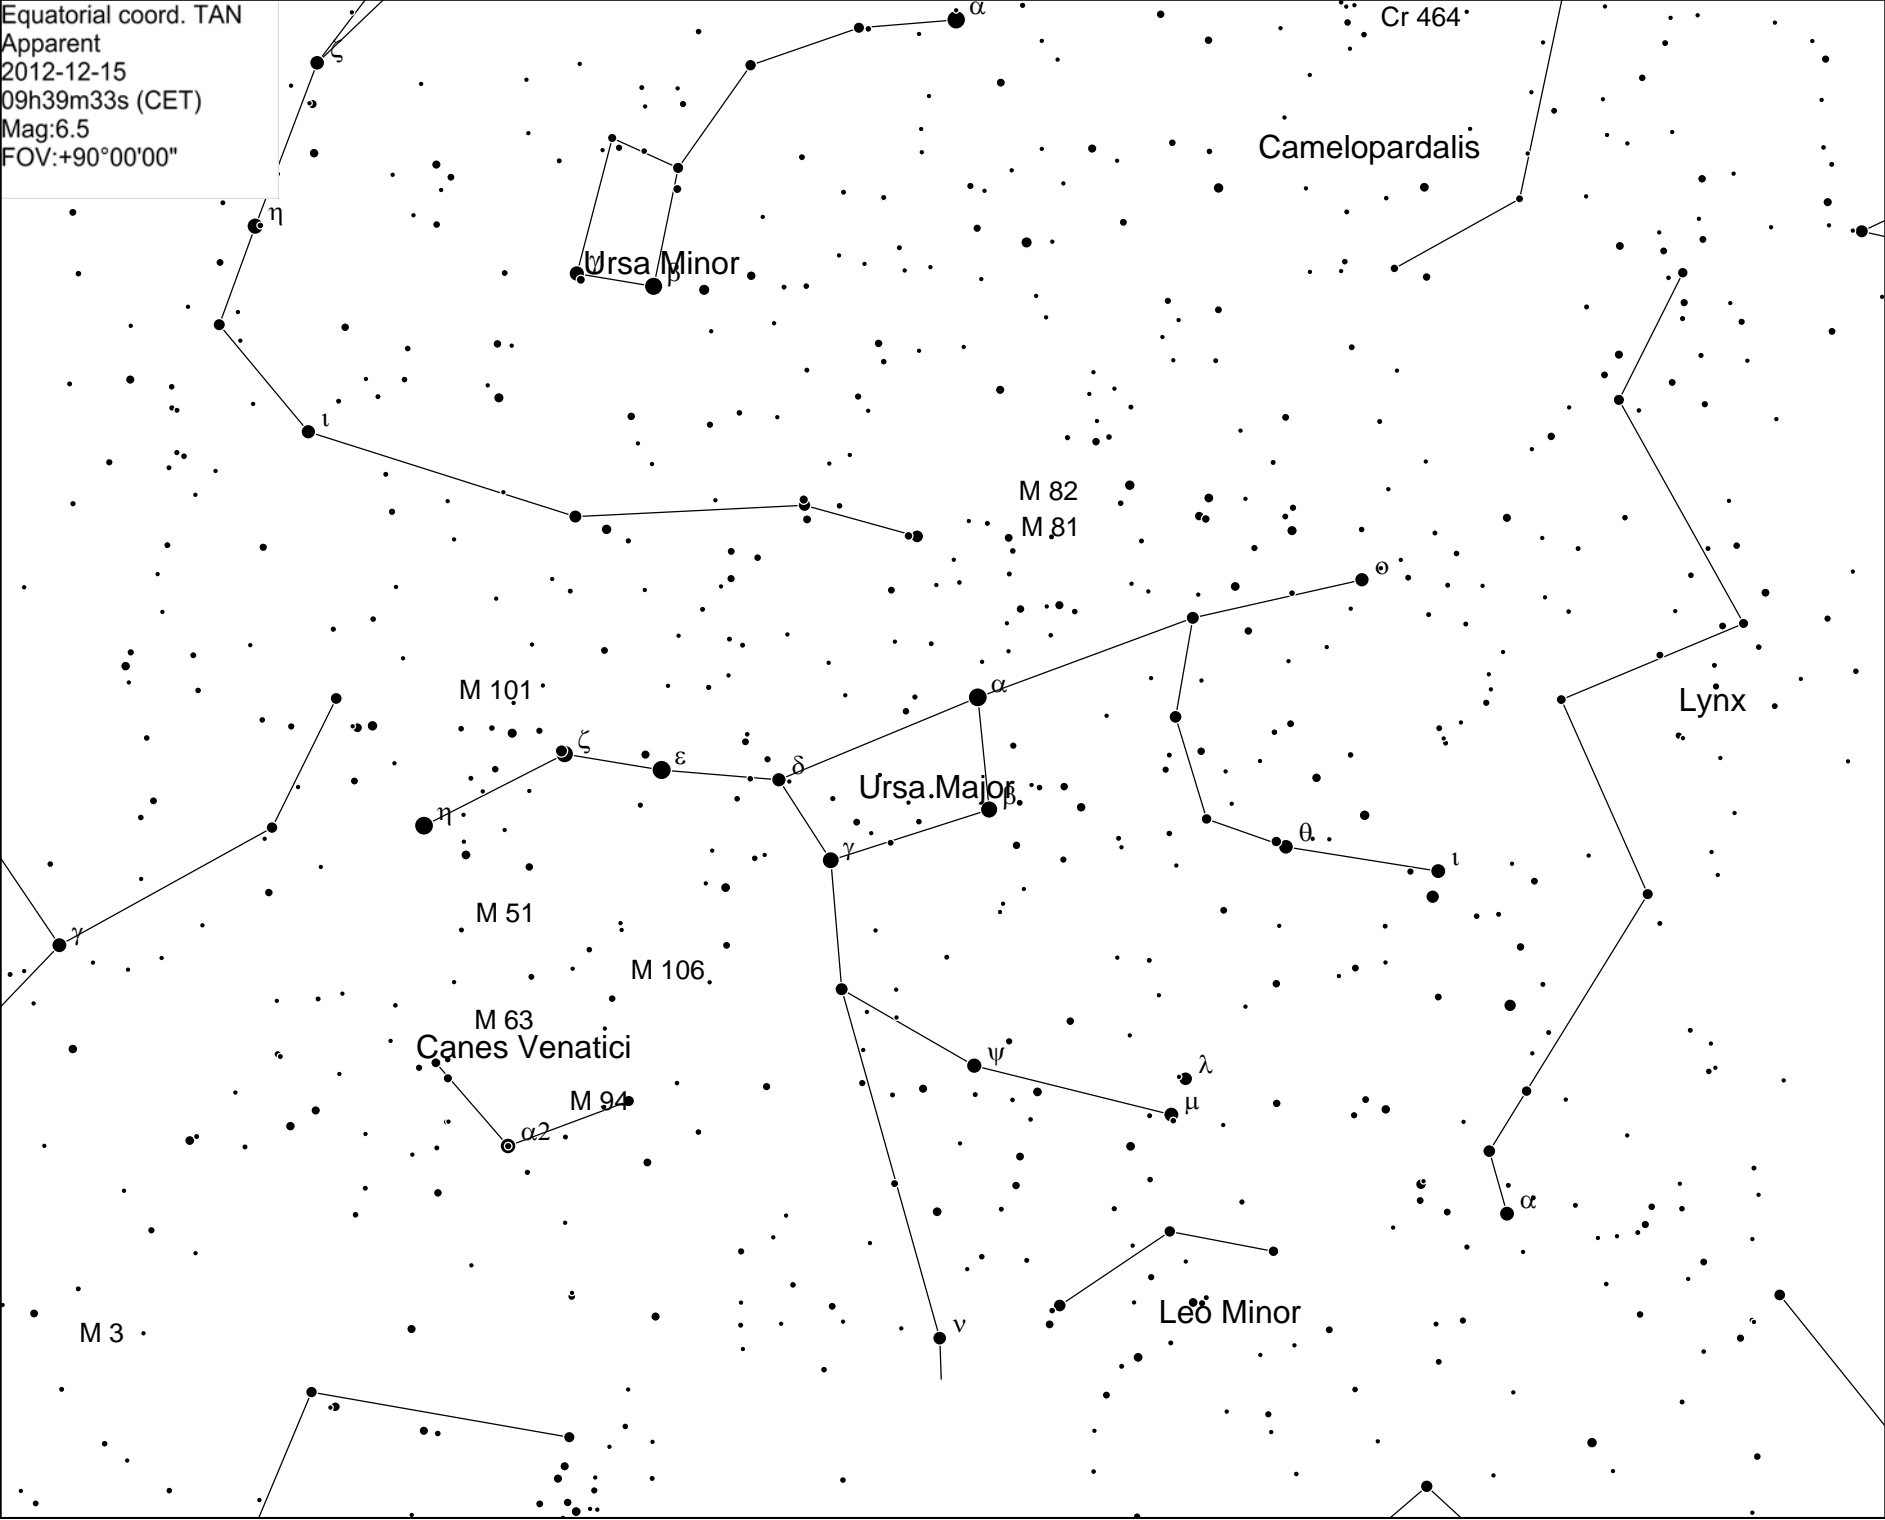 Equatorial coord. TAN
Apparent
2012-12-15
09h39m33s (CET)
Mag:6.5
FOV:+90°00'00"
α
Cr 464
ζ
Camelopardalis
η
Ursa Minor
γ
β
ι
M 82
M 81
ο
M 101
α
Lynx
ζ
ε
δ
Ursa Major
β
η
θ
γ
ι
M 51
γ
M 106
M 63
Canes Venatici
ψ
λ
M 94
μ
α2
α
Leo Minor
ν
M 3